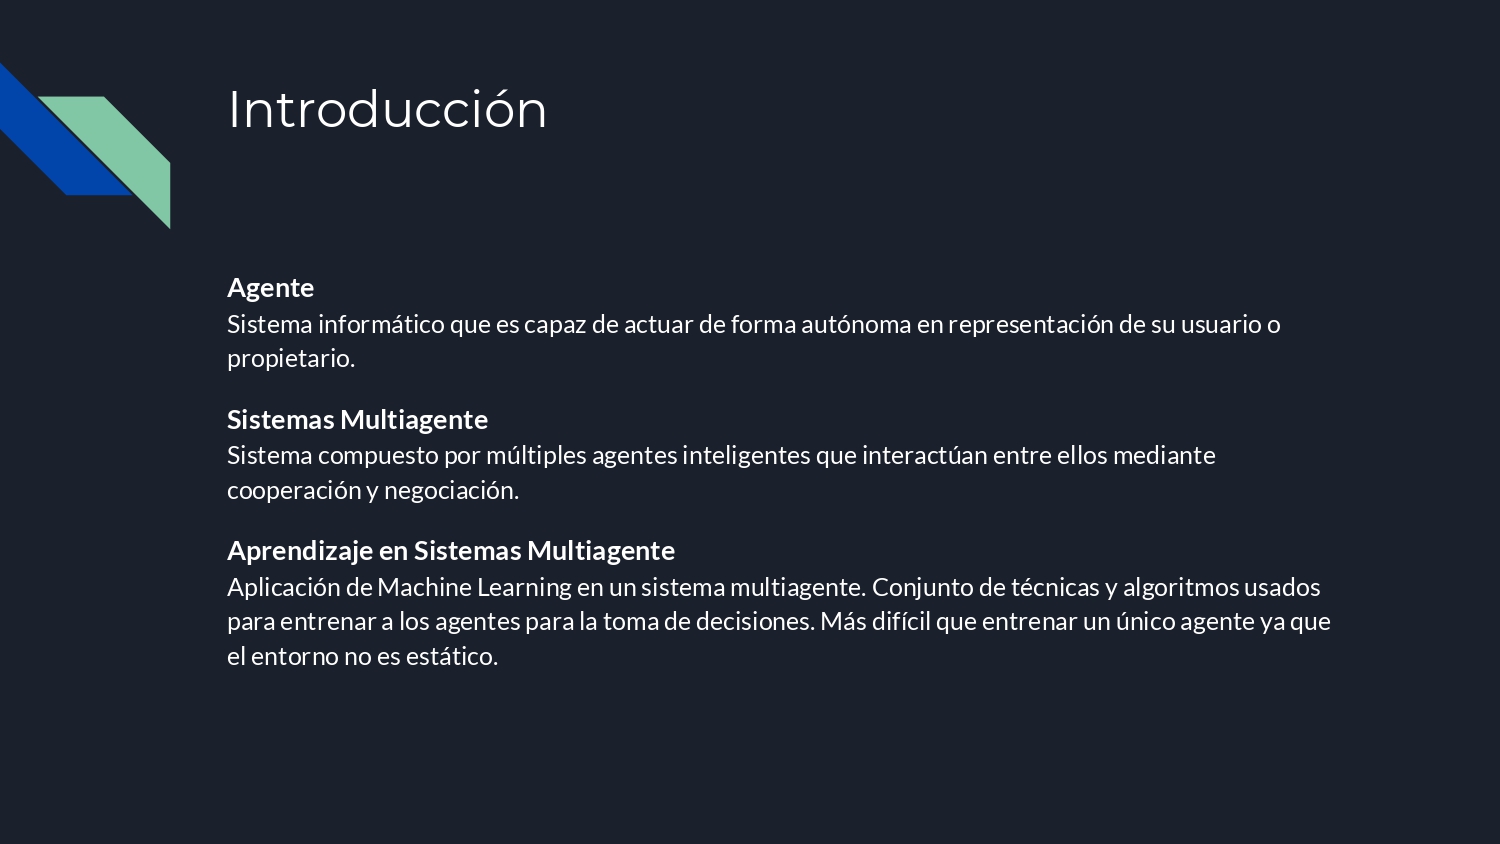 Introducción
Agente
Sistema informático que es capaz de actuar de forma autónoma en representación de su usuario o
propietario.
Sistemas Multiagente
Sistema compuesto por múltiples agentes inteligentes que interactúan entre ellos mediante
cooperación y negociación.
Aprendizaje en Sistemas Multiagente
Aplicación de Machine Learning en un sistema multiagente. Conjunto de técnicas y algoritmos usados
para entrenar a los agentes para la toma de decisiones. Más difícil que entrenar un único agente ya que
el entorno no es estático.